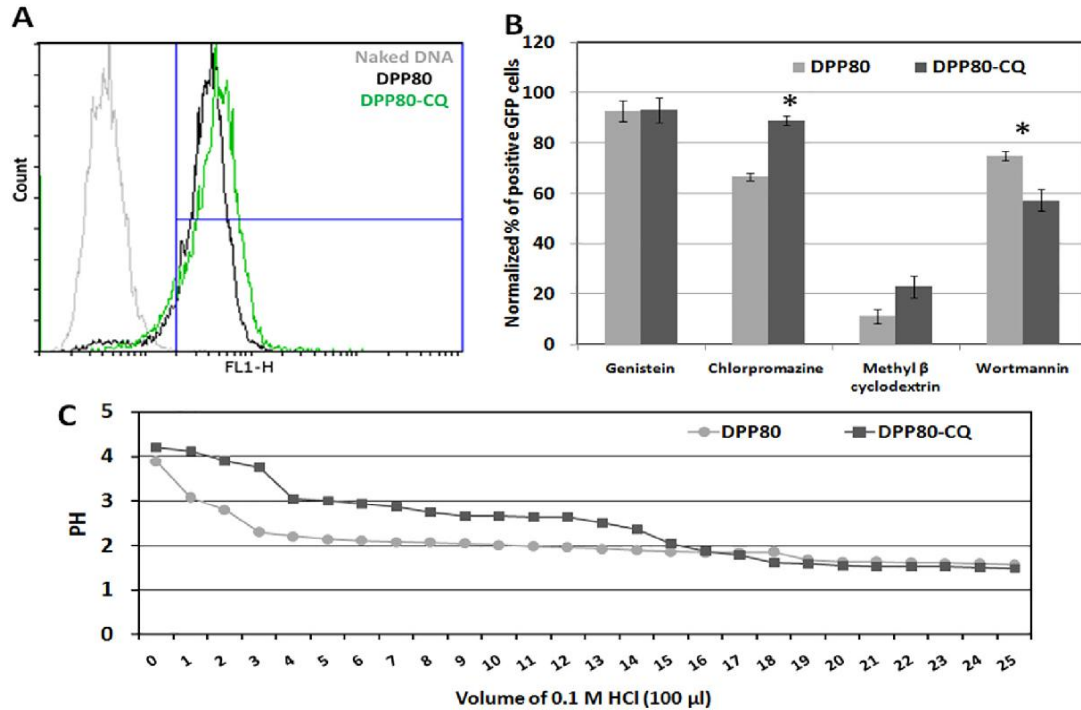 A
Naked DNA
DPP80
DPP80-CQ
Count
FL1-H
B
120
100
80
60
40
20
0
Normalized % of positive GFP cells
DPP80 DPP80-CQ
*
*
Genistein Chlorpromazine Methyl β cyclodextrin Wortmannin
C
5
4
3
2
1
0
PH
DPP80 DPP80-CQ
0 1 2 3 4 5 6 7 8 9 10 11 12 13 14 15 16 17 18 19 20 21 22 23 24 25
Volume of 0.1 M HCl (100 µl)